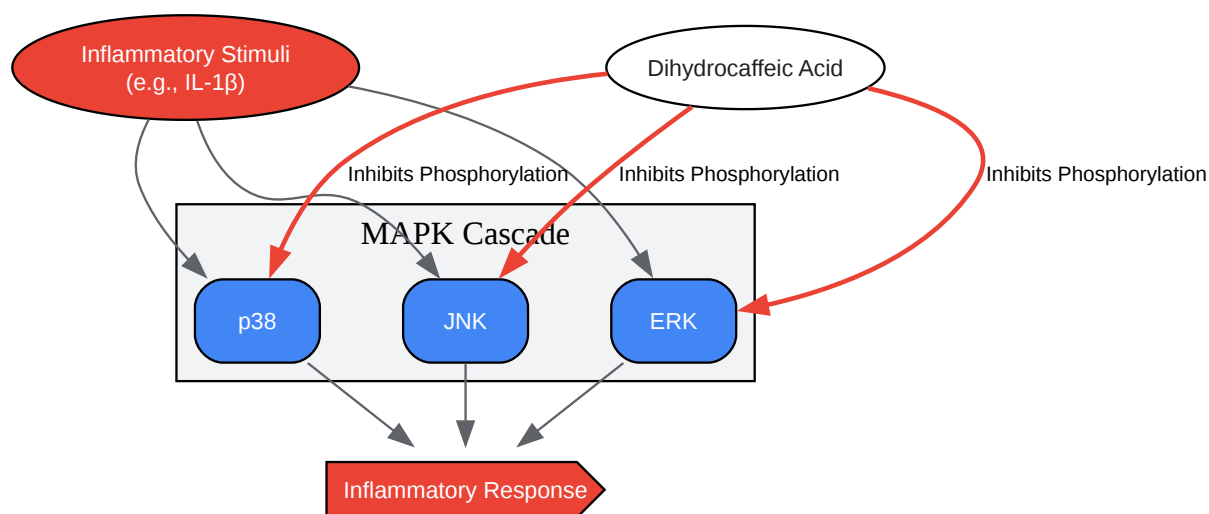 Inflammatory Stimuli
(e.g., IL-1β)
Dihydrocaffeic Acid
Inhibits Phosphorylation
Inhibits Phosphorylation
Inhibits Phosphorylation
MAPK Cascade
p38
JNK
ERK
Inflammatory Response